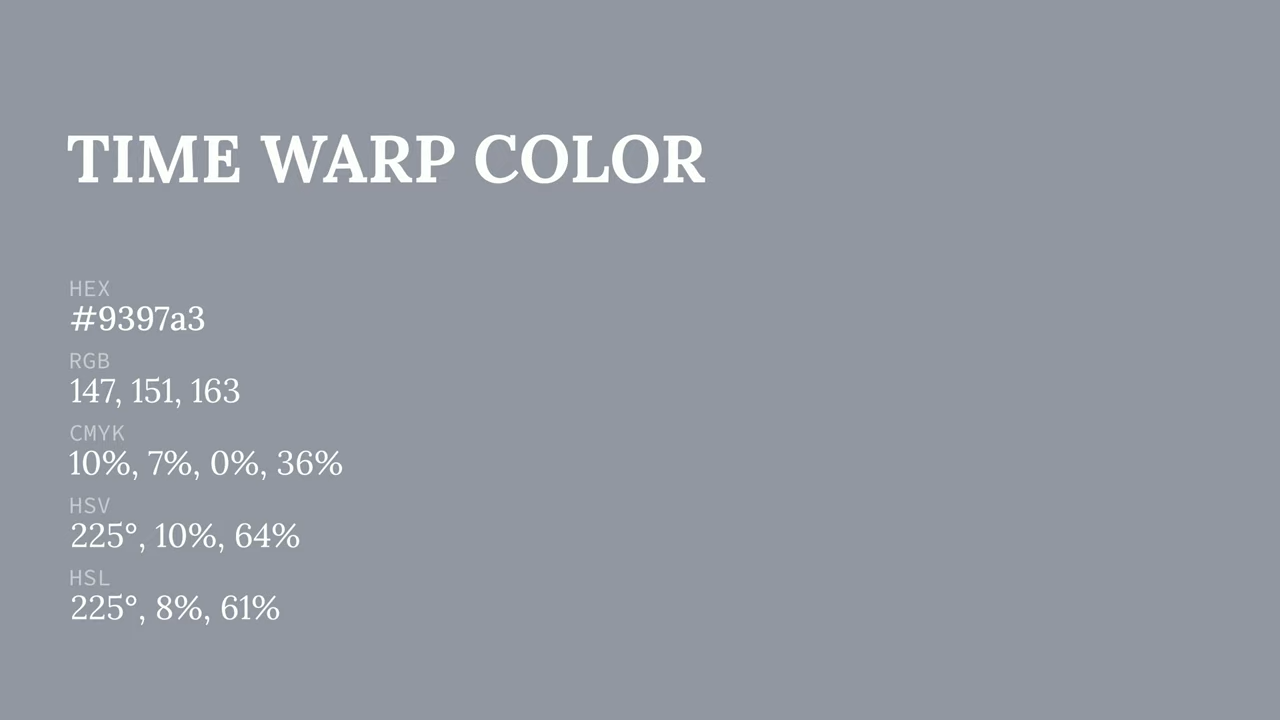 TIME WARP COLOR
HEX
#9397a3
RGB
147, 151, 163
CMYK
10%, 7%, 0%, 36%
HSV
225°, 10%, 64%
HSL
225°, 8%, 61%